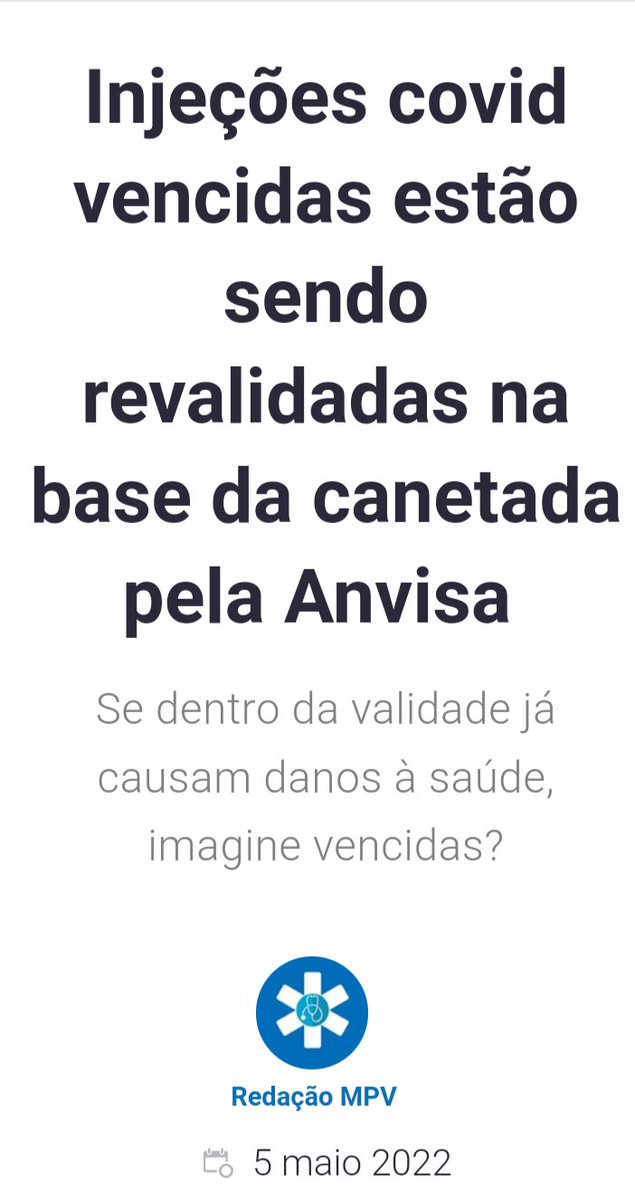 Injeções covid
vencidas estão
sendo
revalidadas na
base da canetada
pela Anvisa
Se dentro da validade já
causam danos à saúde,
imagine vencidas?
Redação MPV
5 maio 2022